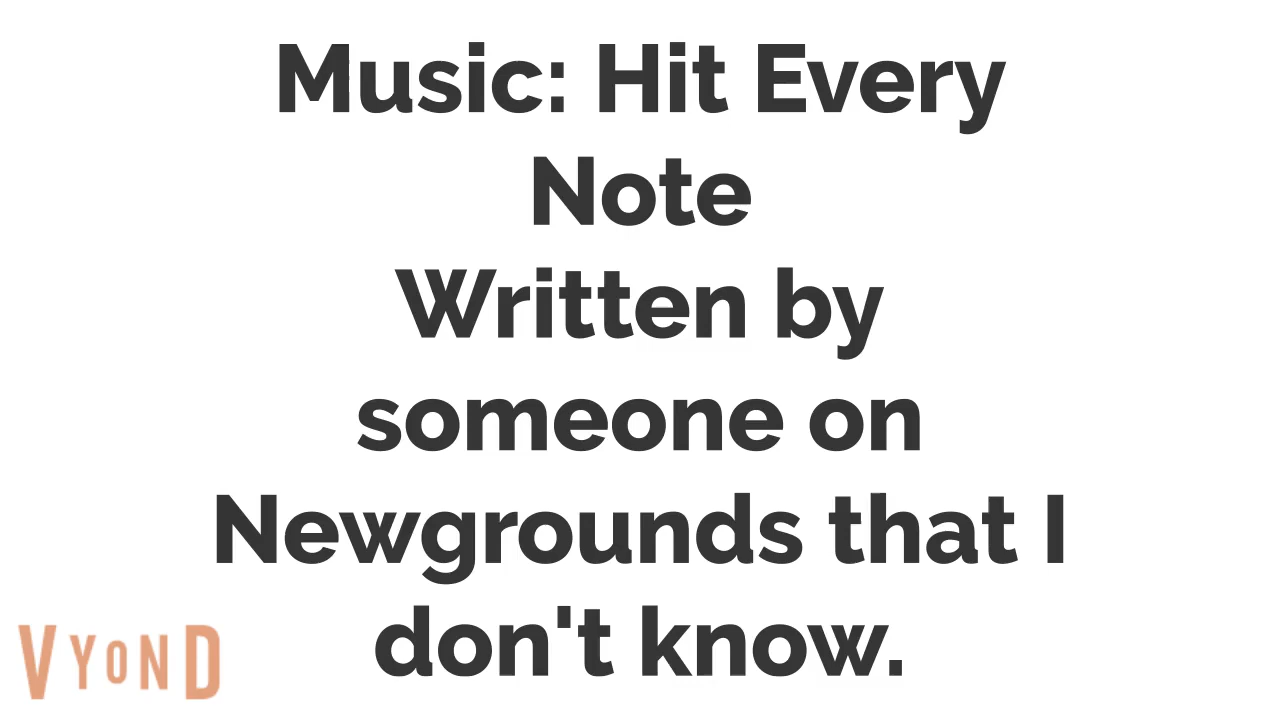 Music: Hit Every
Note
Written by
someone on
Newgrounds that I
don't know.
VYOND